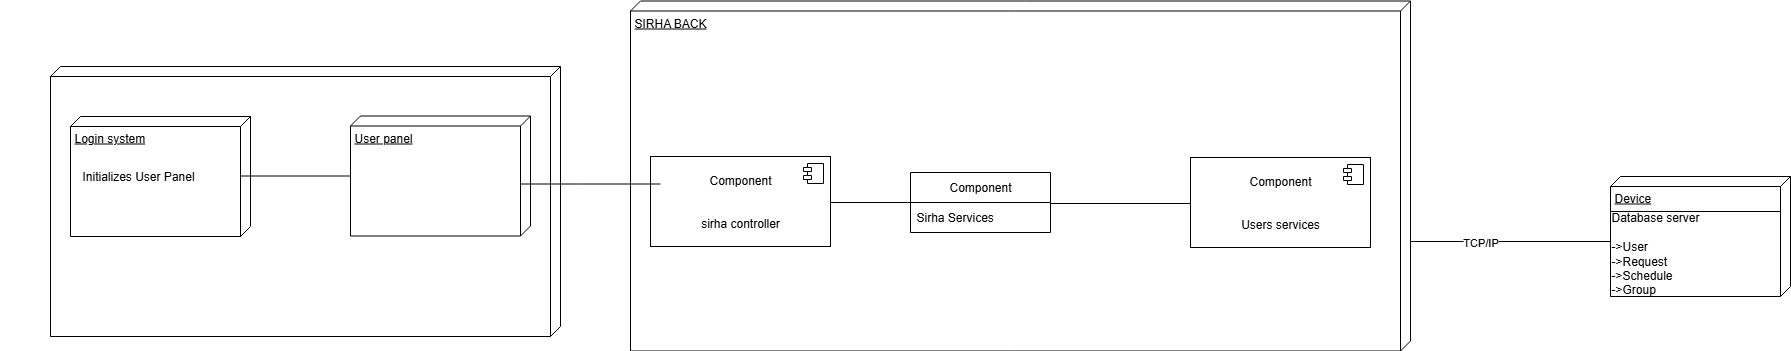 SIRHA BACK
Login system
Initializes User Panel
User panel
Component
sirha controller
Component
Sirha Services
Component
Users services
TCP/IP
Device
Database server
->User
->Request
->Schedule
->Group